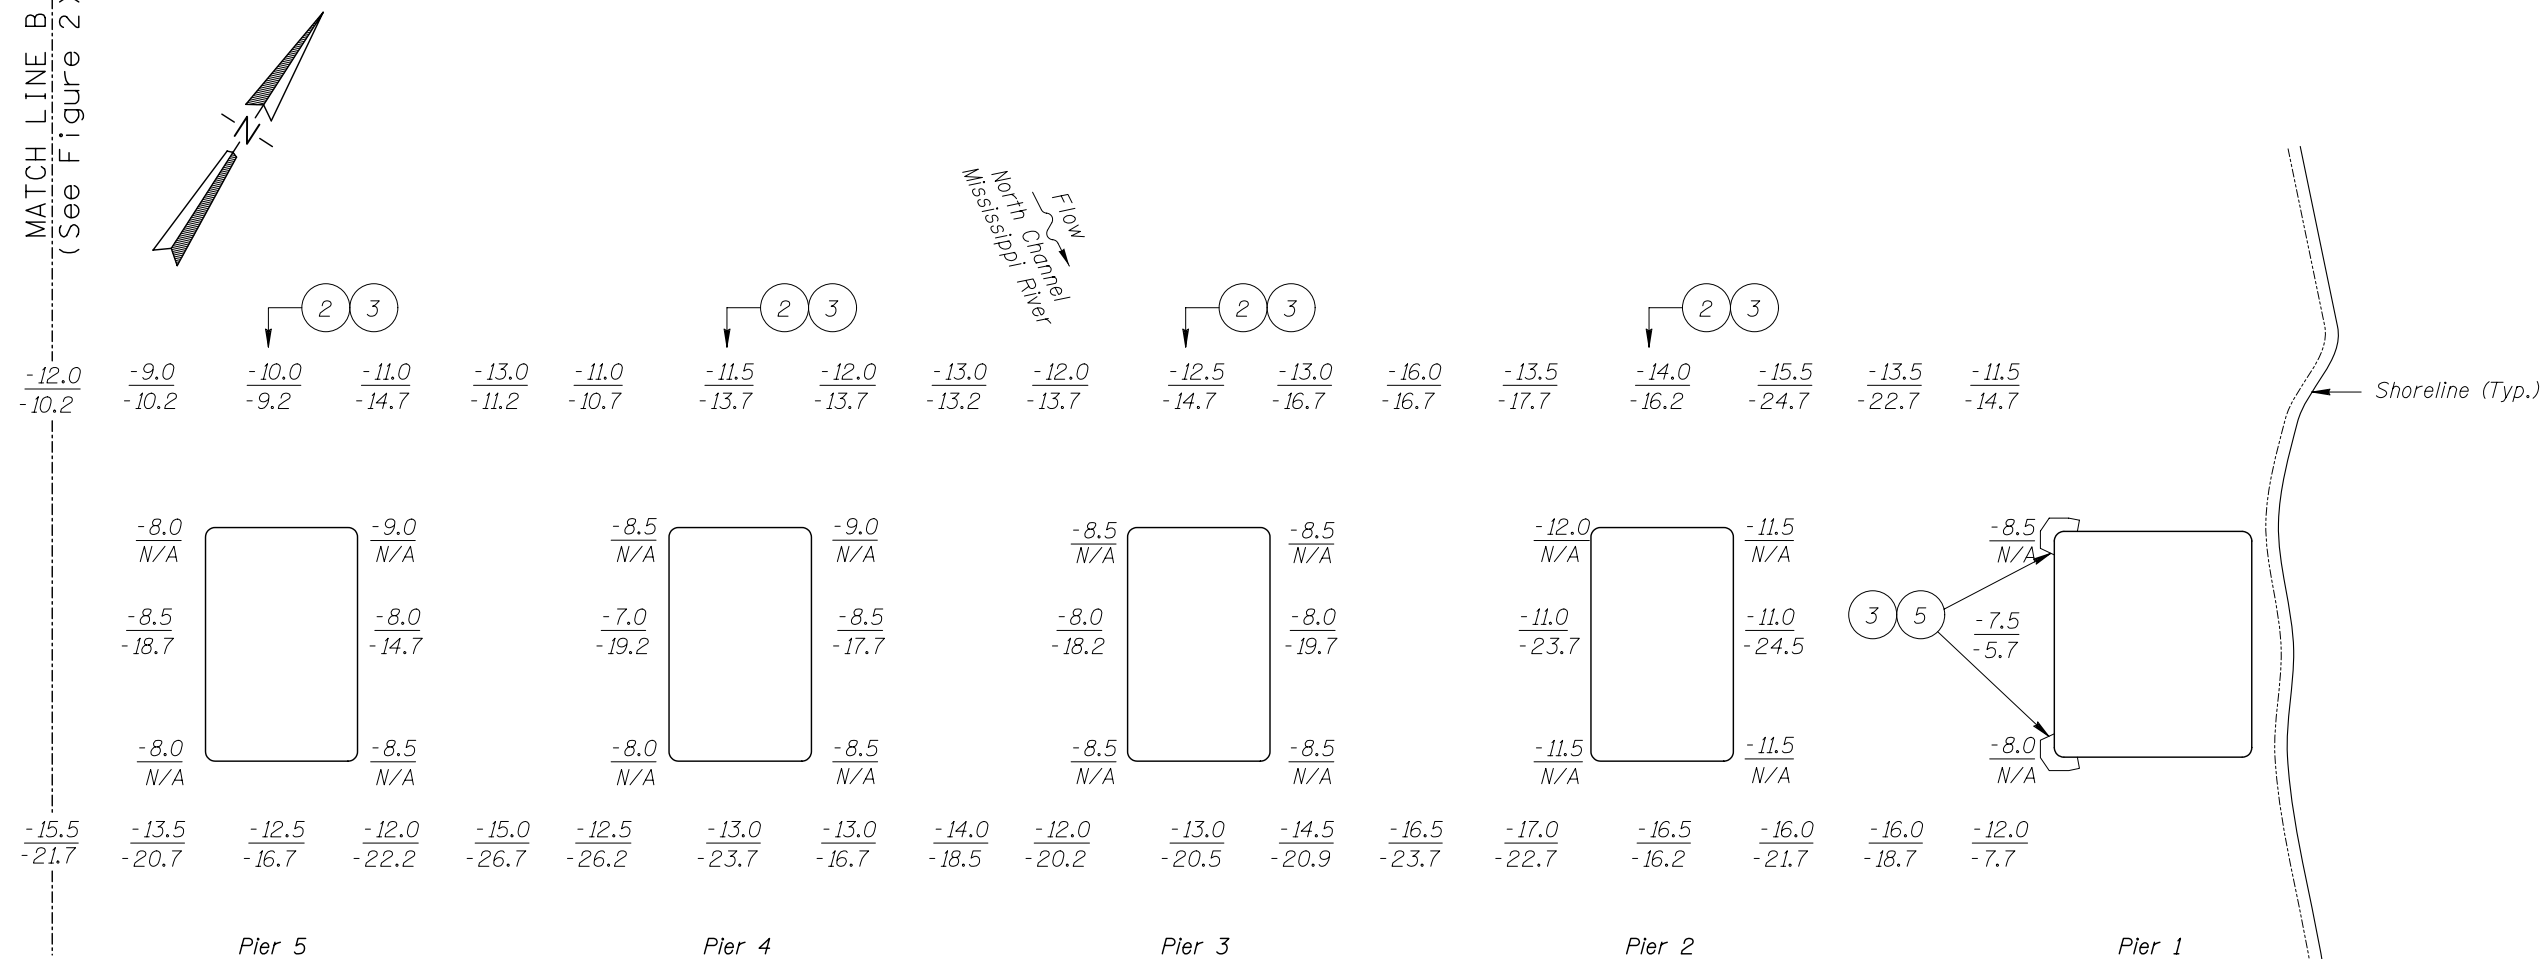 MATCH LINE B
(See Figure 2)
N
Flow
North Channel
Mississippi River
2 3 2 3 2 3 2 3
-12.0 -9.0 -10.0 -11.0 -13.0 -11.0 -11.5 -12.0 -13.0 -12.0 -12.5 -13.0 -16.0 -13.5 -14.0 -15.5 -13.5 -11.5
-10.2 -10.2 -9.2 -14.7 -11.2 -10.7 -13.7 -13.7 -13.2 -13.7 -14.7 -16.7 -16.7 -17.7 -16.2 -24.7 -22.7 -14.7
Shoreline (Typ.)
-8.0 -9.0 -8.5 -9.0 -8.5 -8.5 -12.0 -11.5 -8.5
N/A N/A N/A N/A N/A N/A N/A N/A N/A
3 5
-8.5 -8.0 -7.0 -8.5 -8.0 -8.0 -11.0 -11.0 -7.5
-18.7 -14.7 -19.2 -17.7 -18.2 -19.7 -23.7 -24.5 -5.7
-8.0 -8.5 -8.0 -8.5 -8.5 -8.5 -11.5 -11.5 -8.0
N/A N/A N/A N/A N/A N/A N/A N/A N/A
-15.5 -13.5 -12.5 -12.0 -15.0 -12.5 -13.0 -13.0 -14.0 -12.0 -13.0 -14.5 -16.5 -17.0 -16.5 -16.0 -16.0 -12.0
-21.7 -20.7 -16.7 -22.2 -26.7 -26.2 -23.7 -16.7 -18.5 -20.2 -20.5 -20.9 -23.7 -22.7 -16.2 -21.7 -18.7 -7.7
Pier 5 Pier 4 Pier 3 Pier 2 Pier 1